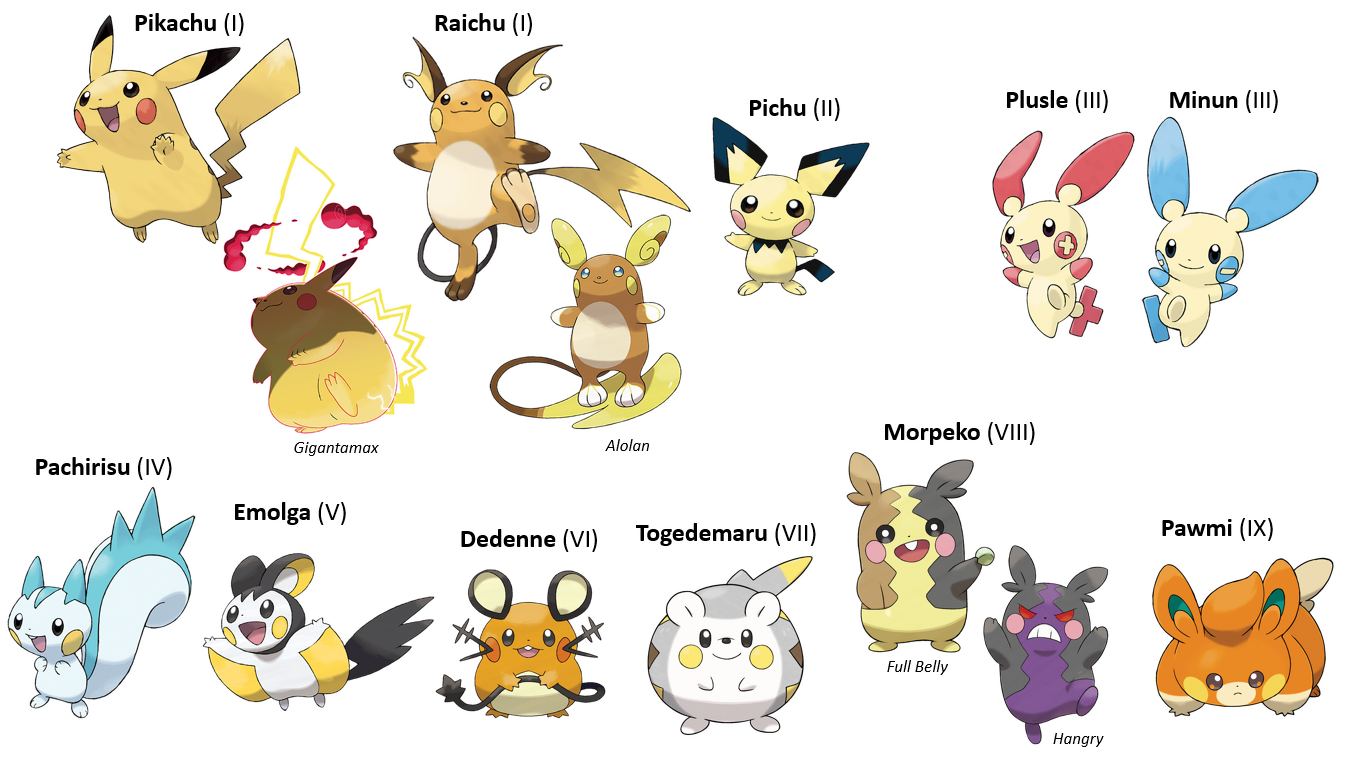 Pikachu (I)
Raichu (I)
Pichu (II)
Plusle (III)
Minun (III)
Gigantamax
Alolan
Pachirisu (IV)
Emolga (V)
Dedenne (VI)
Togedemaru (VII)
Morpeko (VIII)
Full Belly
Hangry
Pawmi (IX)